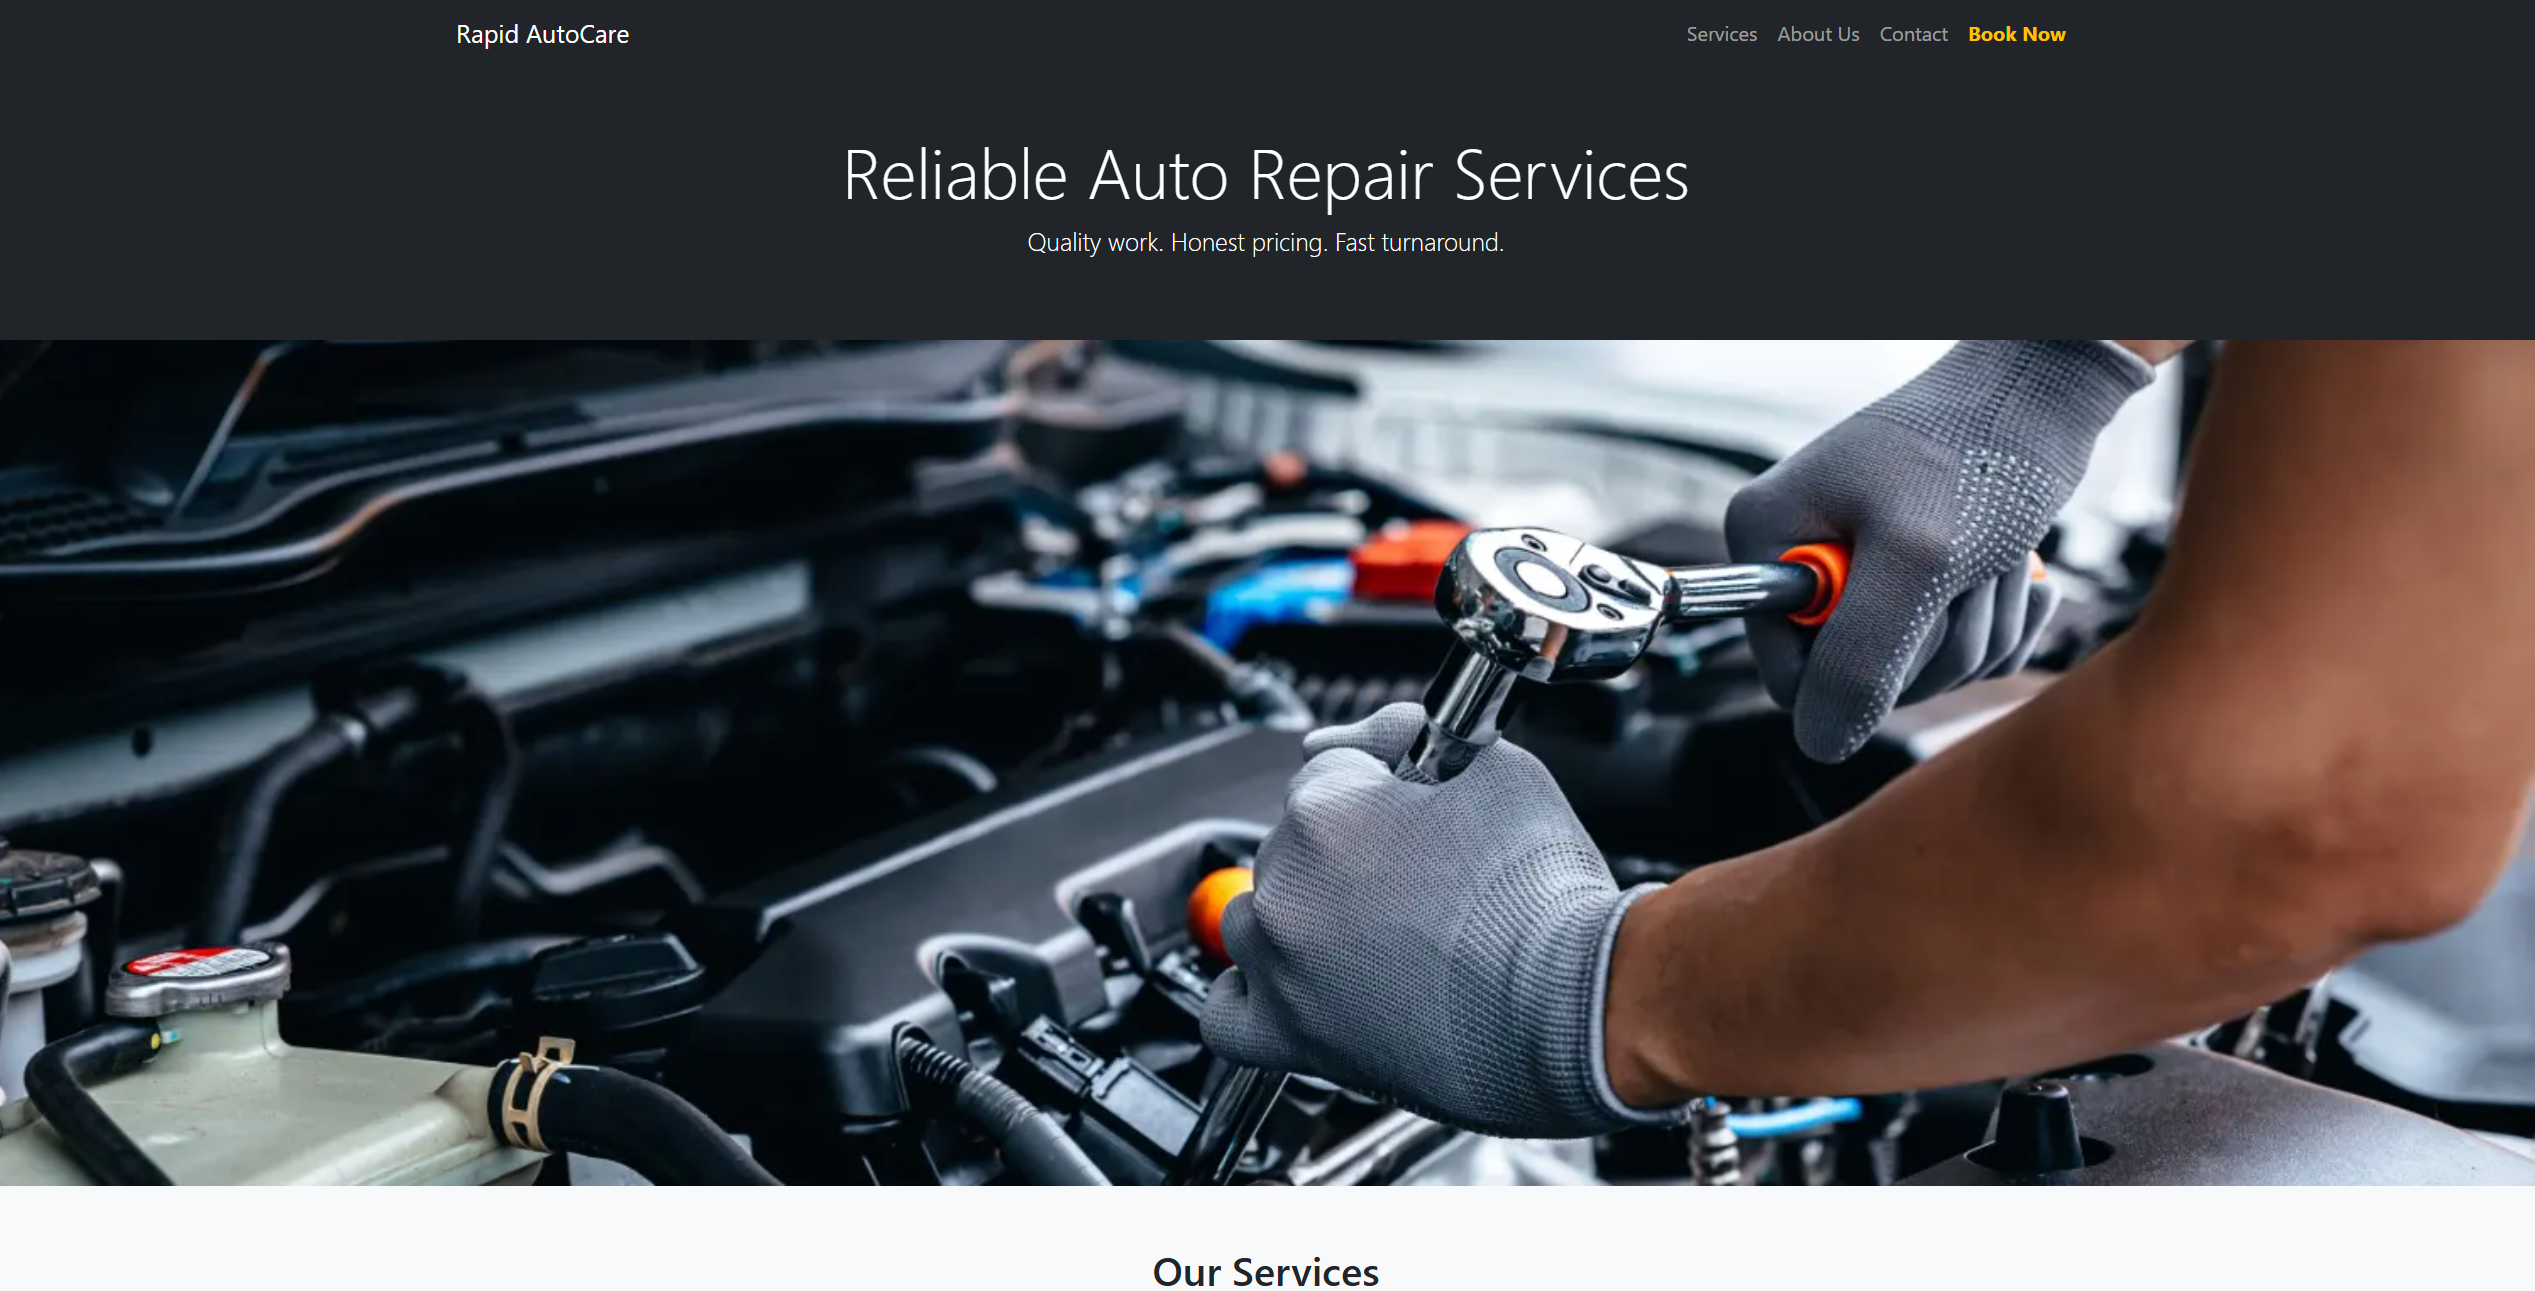 Rapid AutoCare
Services About Us Contact Book Now
Reliable Auto Repair Services
Quality work. Honest pricing. Fast turnaround.
Our Services